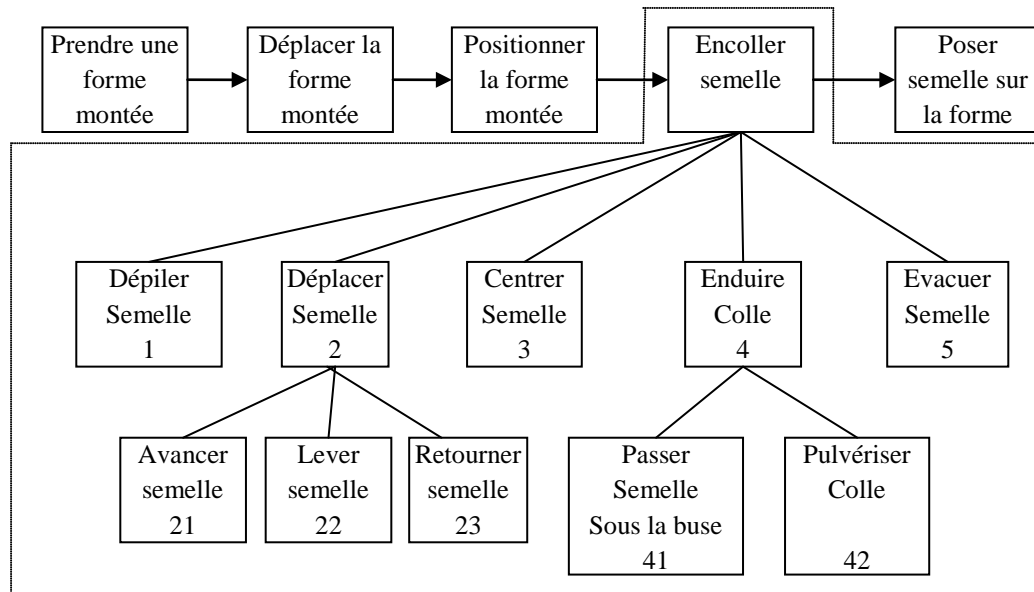 Prendre une
forme
montée
Déplacer la
forme
montée
Positionner
la forme
montée
Encoller
semelle
Poser
semelle sur
la forme
Dépiler
Semelle
1
Déplacer
Semelle
2
Centrer
Semelle
3
Enduire
Colle
4
Evacuer
Semelle
5
Avancer
semelle
21
Lever
semelle
22
Retourner
semelle
23
Passer
Semelle
Sous la buse
41
Pulvériser
Colle
42